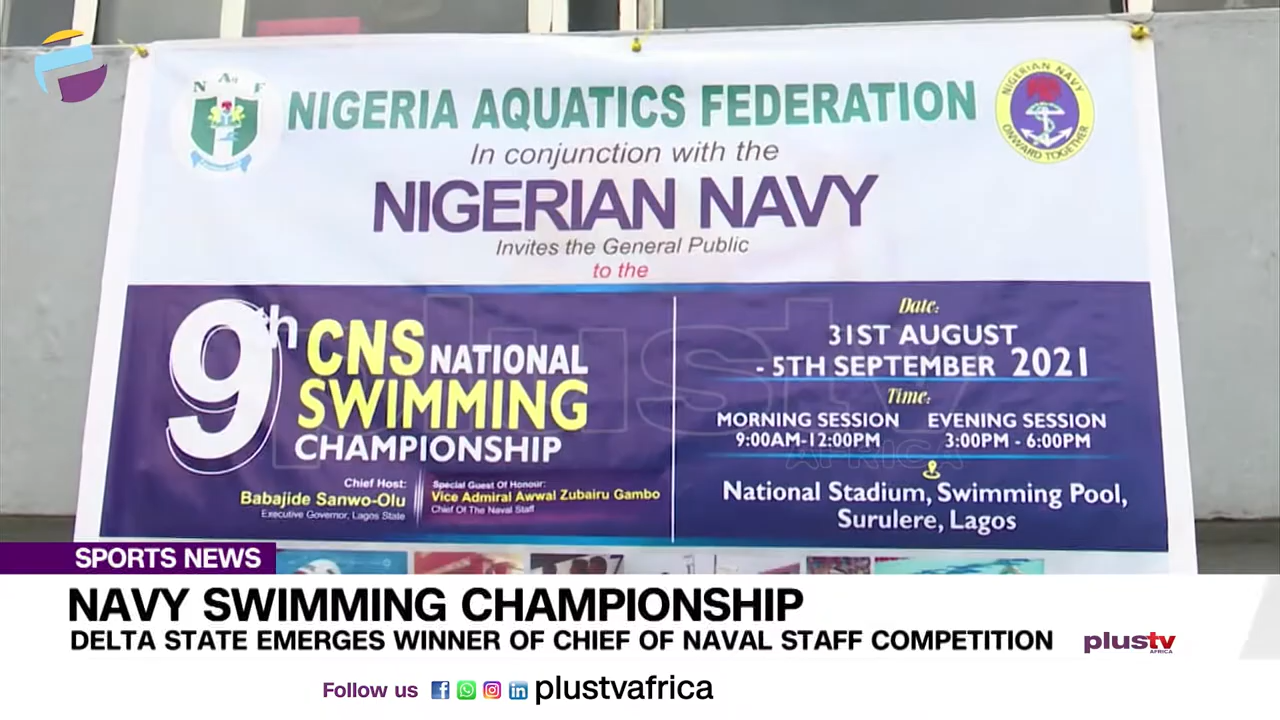 N Aq F
NIGERIA AQUATICS FEDERATION
NIGERIAN NAVY
ONWARD TOGETHER
In conjunction with the
NIGERIAN NAVY
Invites the General Public
to the
9th CNS NATIONAL
SWIMMING
CHAMPIONSHIP
Chief Host:
Babajide Sanwo-Olu
Executive Governor, Lagos State
Special Guest Of Honour:
Vice Admiral Awwal Zubairu Gambo
Chief Of The Naval Staff
Date:
31ST AUGUST
- 5TH SEPTEMBER 2021
Time:
MORNING SESSION
9:00AM-12:00PM
EVENING SESSION
3:00PM - 6:00PM
National Stadium, Swimming Pool,
Surulere, Lagos
plustv
AFRICA
SPORTS NEWS
NAVY SWIMMING CHAMPIONSHIP
DELTA STATE EMERGES WINNER OF CHIEF OF NAVAL STAFF COMPETITION
plustv
AFRICA
Follow us plustvafrica